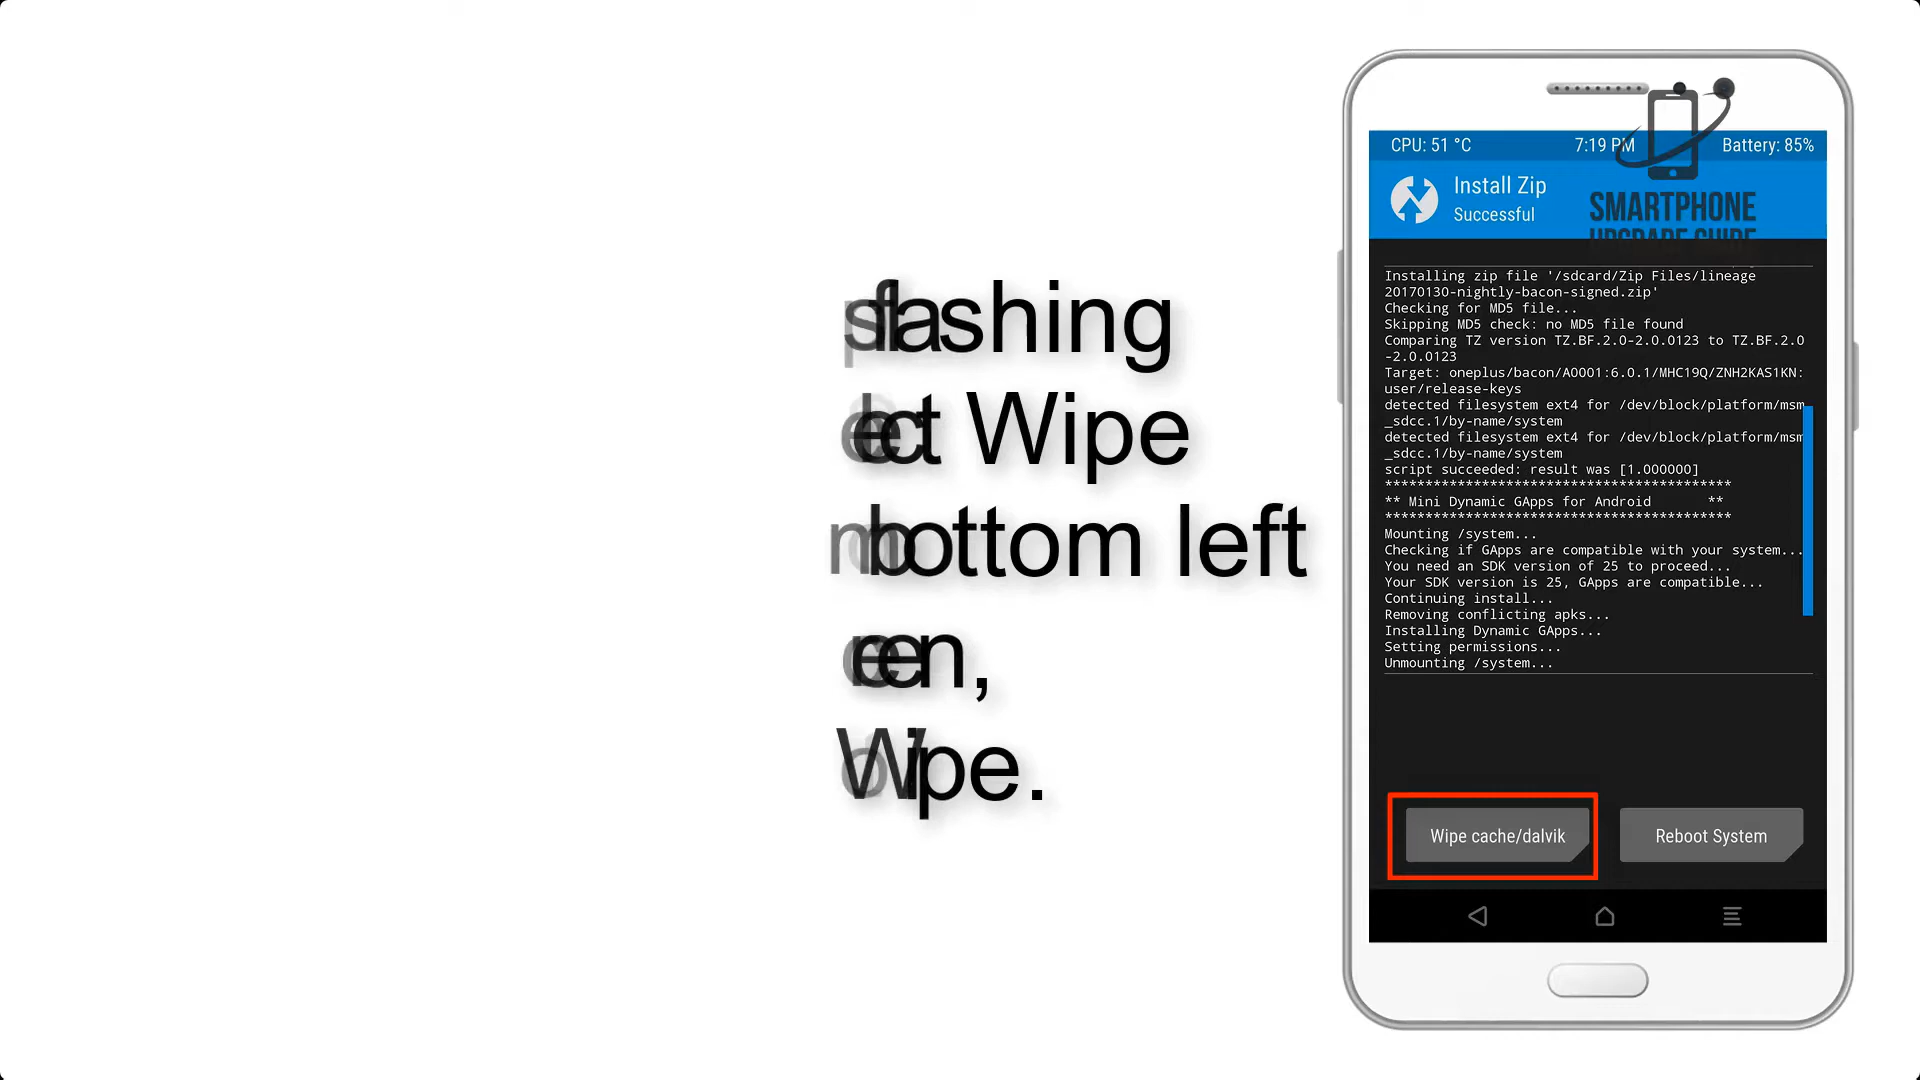 flashing
ct Wipe
bottom left
en,
Wipe.
CPU: 51 °C 7:19 PM Battery: 85%
Install Zip
Successful
SMARTPHONE
UPGRADE GUIDE
Installing zip file '/sdcard/Zip Files/lineage
20170130-nightly-bacon-signed.zip'
Checking for MD5 file...
Skipping MD5 check: no MD5 file found
Comparing TZ version TZ.BF.2.0-2.0.0123 to TZ.BF.2.0
-2.0.0123
Target: oneplus/bacon/A0001:6.0.1/MHC19Q/ZNH2KAS1KN:
user/release-keys
detected filesystem ext4 for /dev/block/platform/msm
_sdcc.1/by-name/system
detected filesystem ext4 for /dev/block/platform/msm
_sdcc.1/by-name/system
script succeeded: result was [1.000000]
*******************************************
** Mini Dynamic GApps for Android **
*******************************************
Mounting /system...
Checking if GApps are compatible with your system...
You need an SDK version of 25 to proceed...
Your SDK version is 25, GApps are compatible...
Continuing install...
Removing conflicting apks...
Installing Dynamic GApps...
Setting permissions...
Unmounting /system...
Wipe cache/dalvik
Reboot System